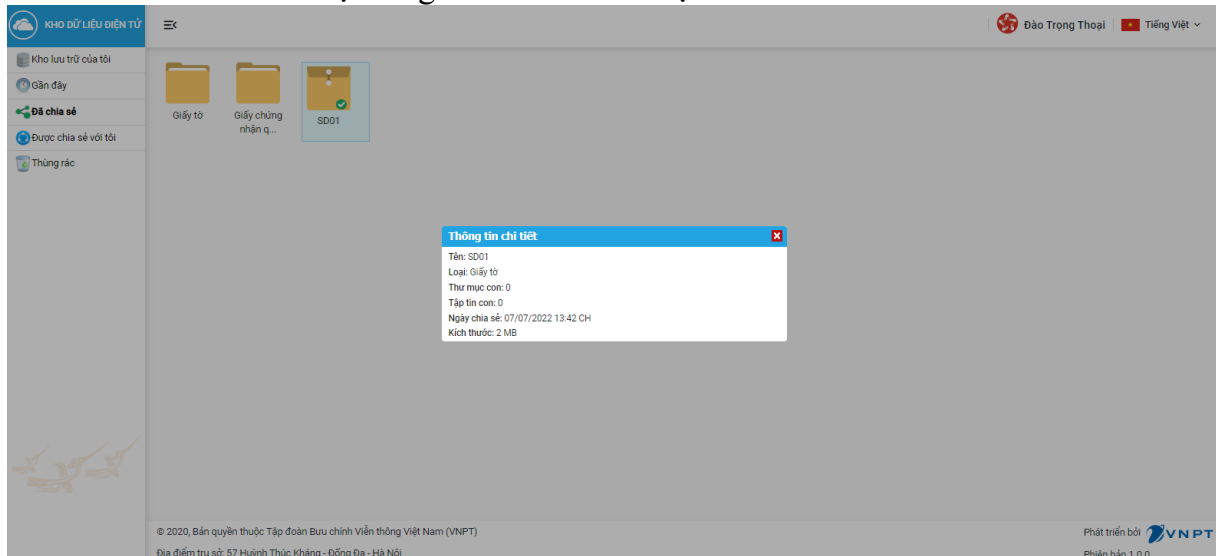 KHO DỮ LIỆU ĐIỆN TỬ
Đào Trọng Thoại
Tiếng Việt
Kho lưu trữ của tôi
Gần đây
Đã chia sẻ
Được chia sẻ với tôi
Thùng rác
Giấy tờ
Giấy chứng
nhận q...
SD01
Thông tin chi tiết
Tên: SD01
Loại: Giấy tờ
Thư mục con: 0
Tập tin con: 0
Ngày chia sẻ: 07/07/2022 13:42 CH
Kích thước: 2 MB
© 2020, Bản quyền thuộc Tập đoàn Bưu chính Viễn thông Việt Nam (VNPT)
Phát triển bởi VNPT
Địa điểm trụ sở: 57 Huỳnh Thúc Kháng - Đống Đa - Hà Nội
Phiên bản 1.0.0